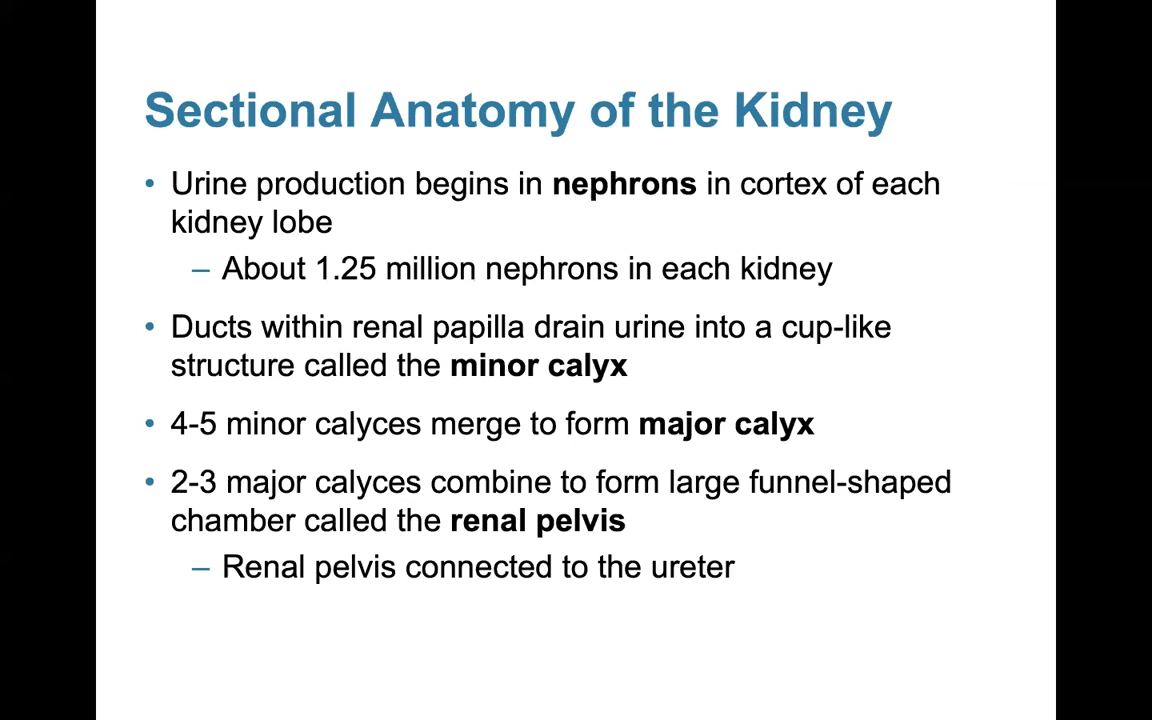 Sectional Anatomy of the Kidney
• Urine production begins in nephrons in cortex of each
kidney lobe
– About 1.25 million nephrons in each kidney
• Ducts within renal papilla drain urine into a cup-like
structure called the minor calyx
• 4-5 minor calyces merge to form major calyx
• 2-3 major calyces combine to form large funnel-shaped
chamber called the renal pelvis
– Renal pelvis connected to the ureter